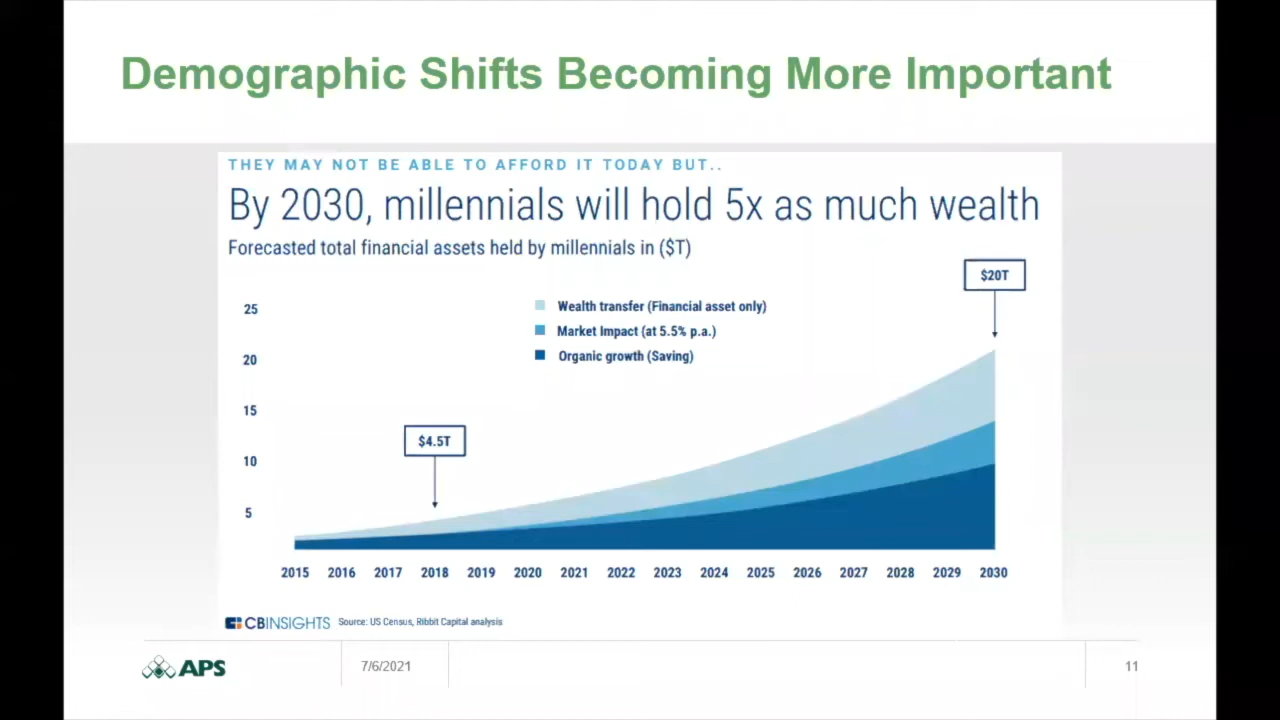 Demographic Shifts Becoming More Important
THEY MAY NOT BE ABLE TO AFFORD IT TODAY BUT..
By 2030, millennials will hold 5x as much wealth
Forecasted total financial assets held by millennials in ($T)
$20T
25
Wealth transfer (Financial asset only)
Market Impact (at 5.5% p.a.)
Organic growth (Saving)
20
15
$4.5T
10
5
2015 2016 2017 2018 2019 2020 2021 2022 2023 2024 2025 2026 2027 2028 2029 2030
CBINSIGHTS Source: US Census, Ribbit Capital analysis
APS 7/6/2021 11